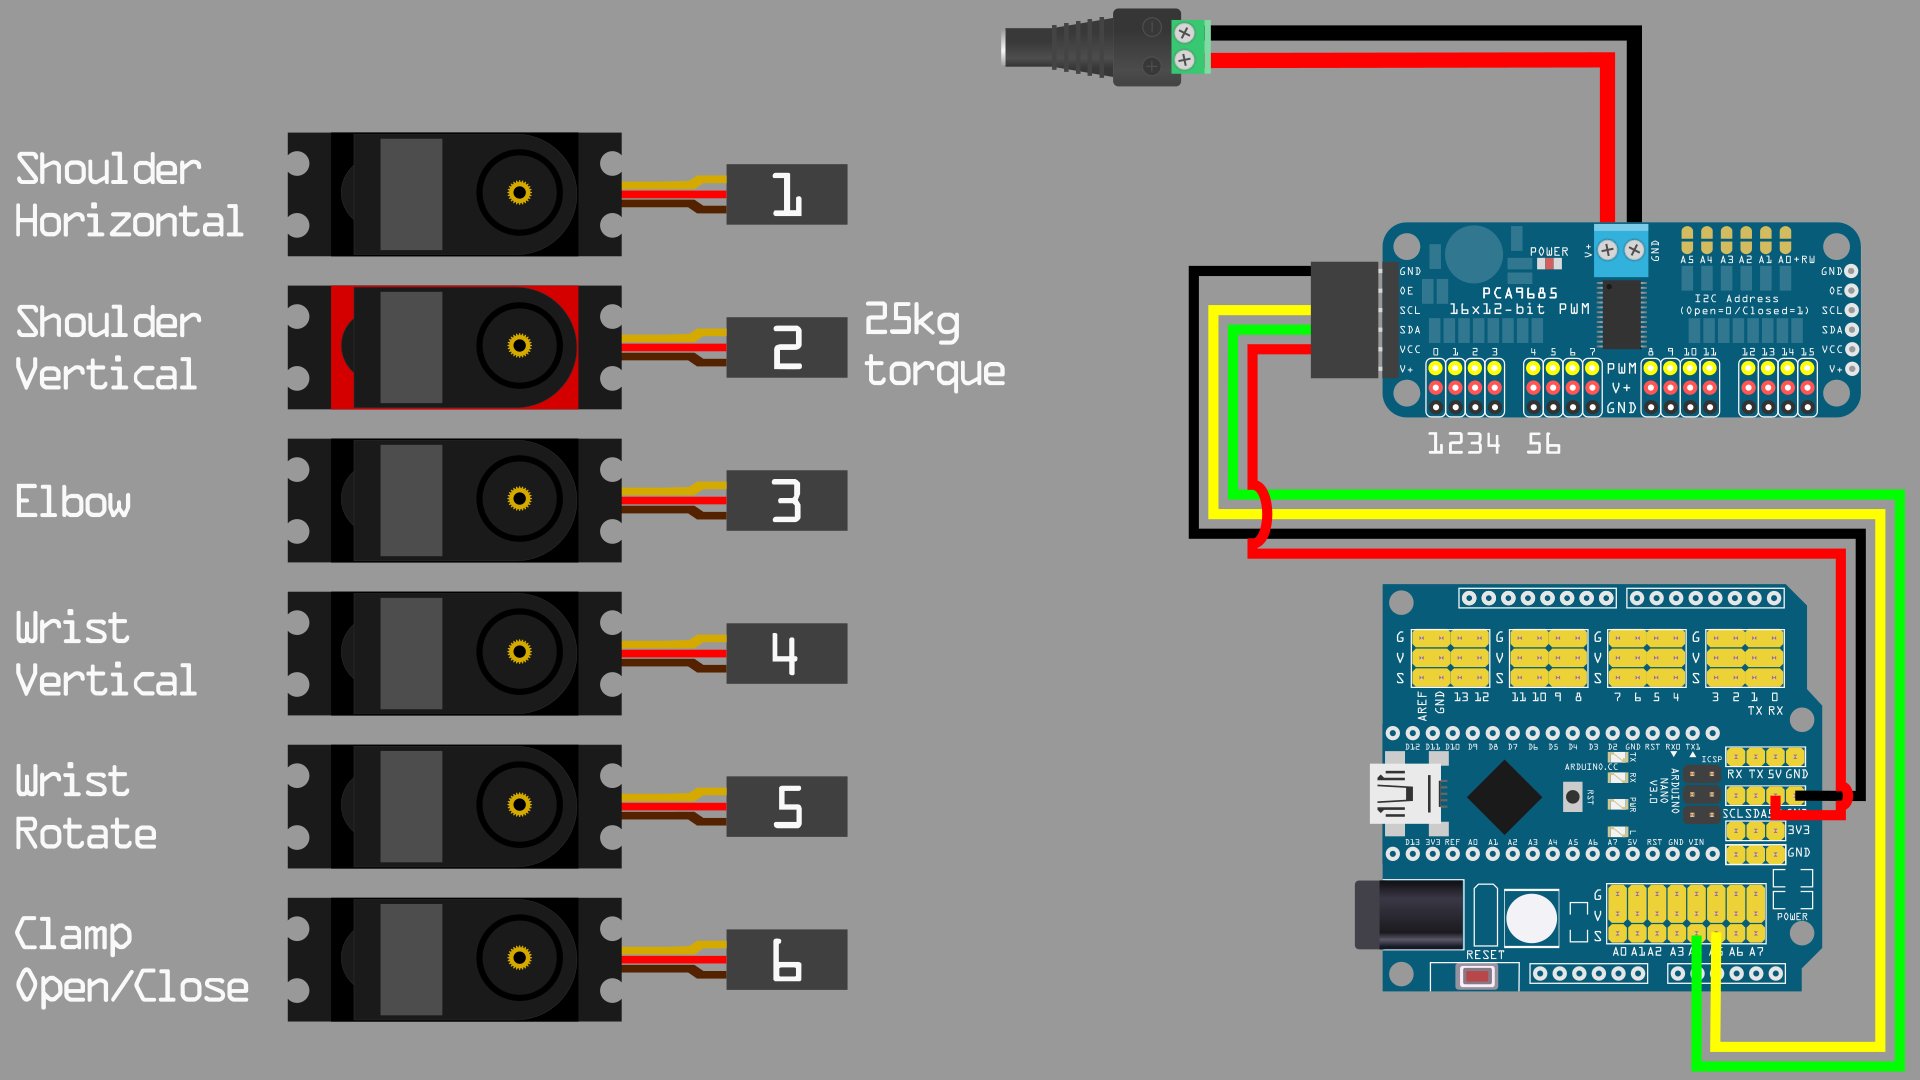 Shoulder
Horizontal
1
Shoulder
Vertical
2
25kg
torque
Elbow
3
Wrist
Vertical
4
Wrist
Rotate
5
Clamp
Open/Close
6
V+
GND
POWER
A5 A4 A3 A2 A1 A0+RW
GND
OE
SCL
SDA
VCC
V+
PCA9685
16x12-bit PWM
I2C Address
(Open=0/Closed=1)
GND
OE
SCL
SDA
VCC
V+
0 1 2 3 4 5 6 7 8 9 10 11 12 13 14 15
PWM
V+
GND
1234 56
G G G G
V V V V
S S S S
AREF GND 13 12 11 10 9 8 7 6 5 4 3 2 1 0
TX RX
D12 D11 D10 D9 D8 D7 D6 D5 D4 D3 D2 GND RST RX0 TX1
ARDUINO.CC
TX
RX
PWR
L
RST
ARDUINO
NANO
V3.0
ICSP
RX TX 5V GND
SCL SDA
3V3
GND
D13 3V3 REF A0 A1 A2 A3 A4 A5 A6 A7 5V RST GND VIN
G
V
S
POWER
A0 A1 A2 A3 A6 A7
RESET